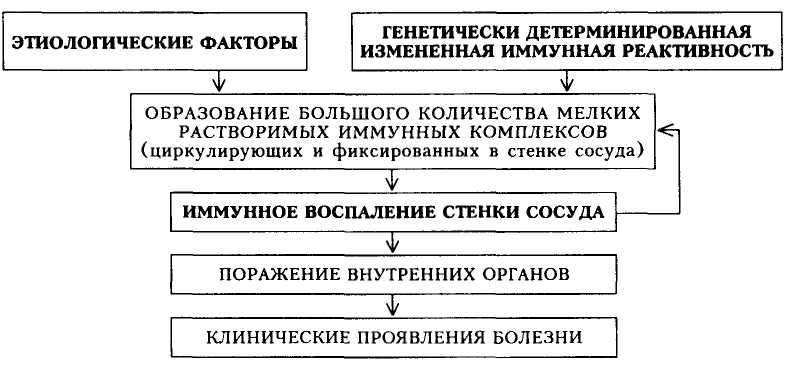 ЭТИОЛОГИЧЕСКИЕ ФАКТОРЫ
ГЕНЕТИЧЕСКИ ДЕТЕРМИНИРОВАННАЯ
ИЗМЕНЕННАЯ ИММУННАЯ РЕАКТИВНОСТЬ
ОБРАЗОВАНИЕ БОЛЬШОГО КОЛИЧЕСТВА МЕЛКИХ
РАСТВОРИМЫХ ИММУННЫХ КОМПЛЕКСОВ
(циркулирующих и фиксированных в стенке сосуда)
ИММУННОЕ ВОСПАЛЕНИЕ СТЕНКИ СОСУДА
ПОРАЖЕНИЕ ВНУТРЕННИХ ОРГАНОВ
КЛИНИЧЕСКИЕ ПРОЯВЛЕНИЯ БОЛЕЗНИ